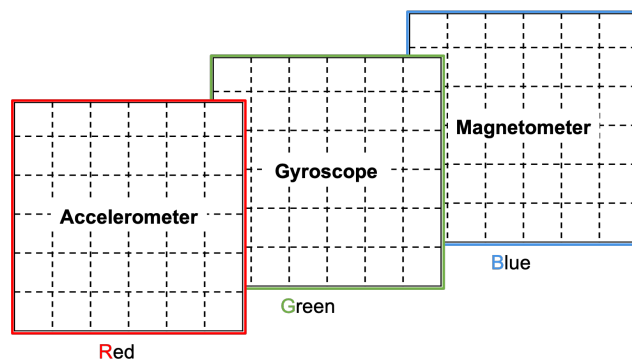 Accelerometer
Red
Gyroscope
Green
Magnetometer
Blue